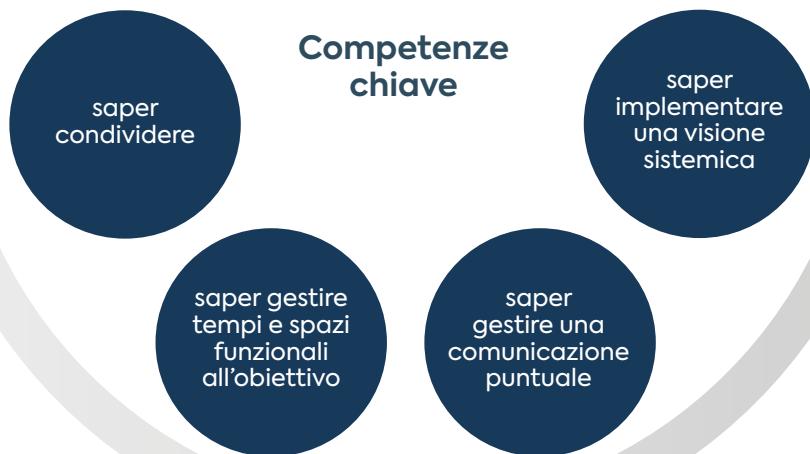 Competenze
chiave
saper
condividere
saper gestire
tempi e spazi
funzionali
all’obiettivo
saper
gestire una
comunicazione
puntuale
saper
implementare
una visione
sistemica